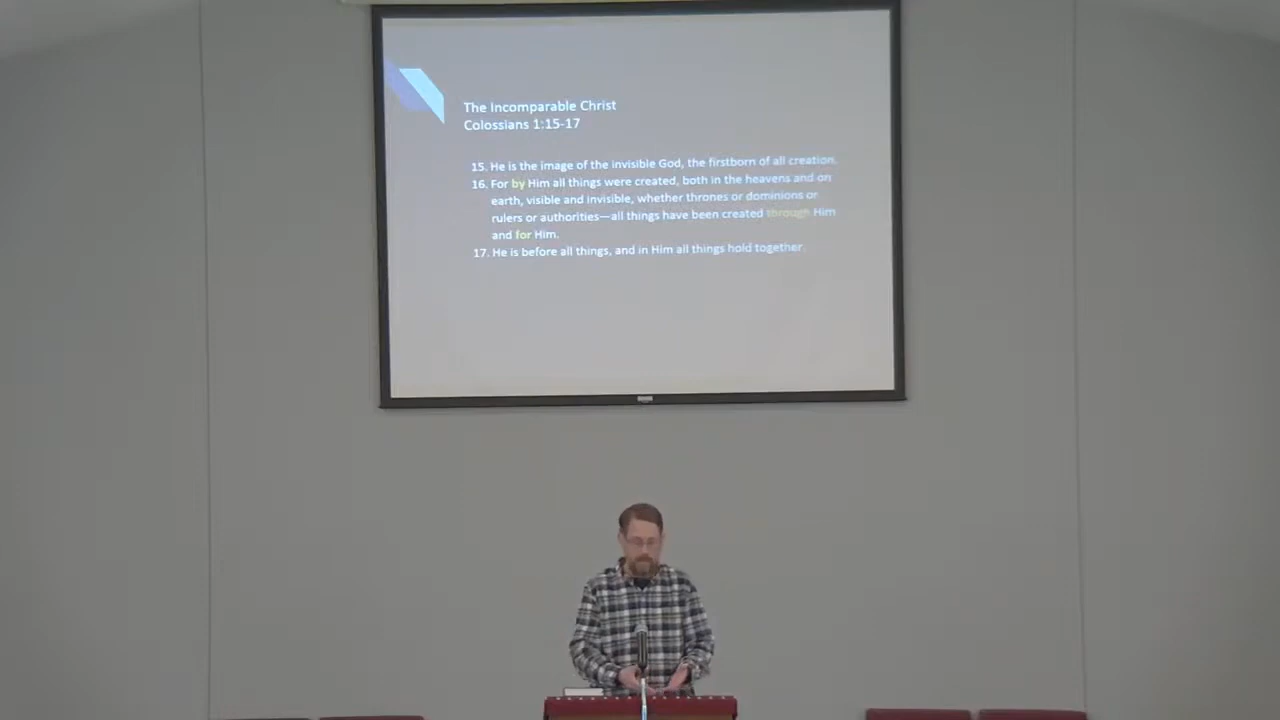 The Incomparable Christ
Colossians 1:15-17
15. He is the image of the invisible God, the firstborn of all creation.
16. For by Him all things were created, both in the heavens and on
earth, visible and invisible, whether thrones or dominions or
rulers or authorities—all things have been created through Him
and for Him.
17. He is before all things, and in Him all things hold together.